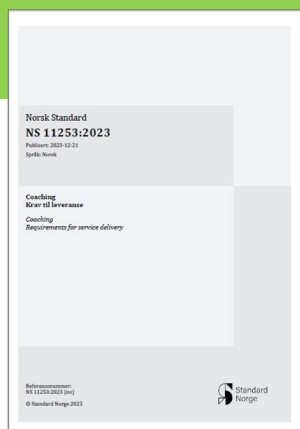 Norsk Standard
NS 11253:2023
Publisert: 2023-12-21
Språk: Norsk
Coaching
Krav til leveranse
Coaching
Requirements for service delivery
Referansenummer:
NS 11253:2023 (no)
© Standard Norge 2023
Standard
Norge